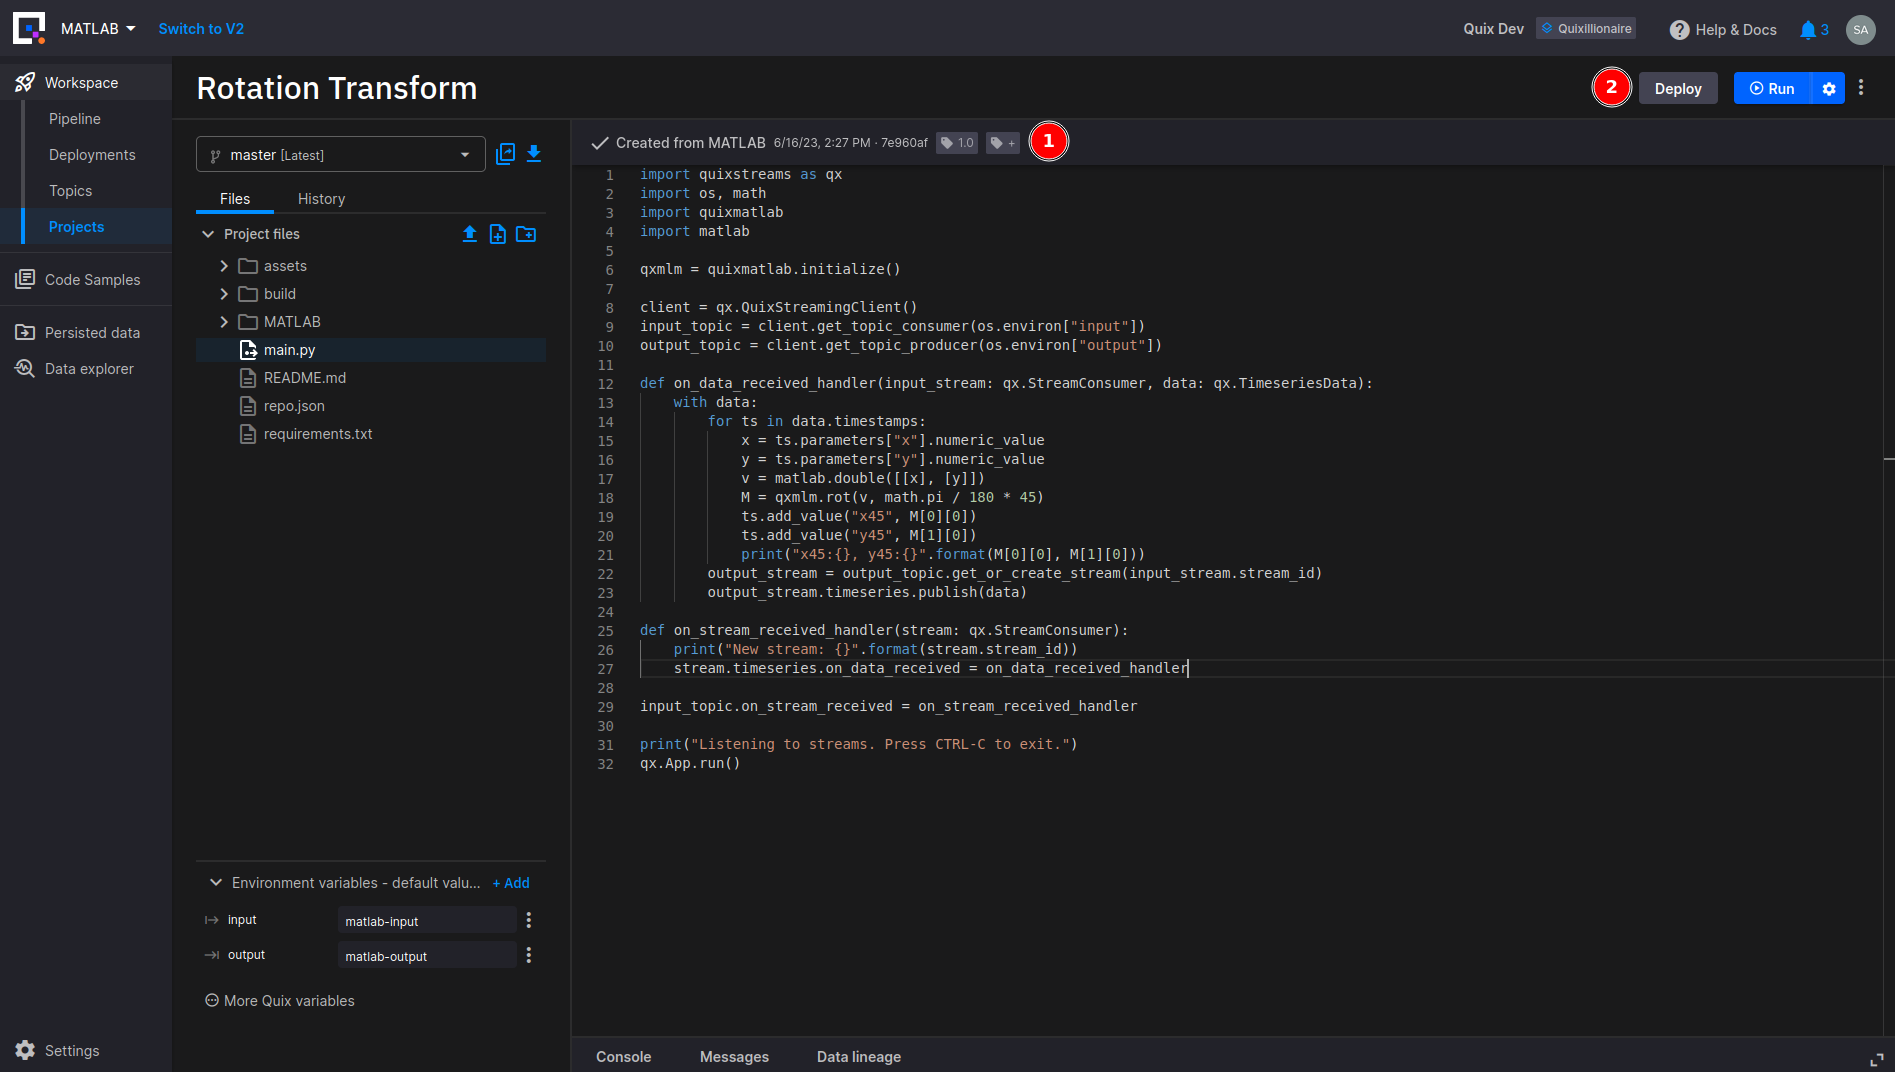 MATLAB Switch to V2 Quix Dev Quixillionaire Help & Docs 3 SA
Workspace
Pipeline
Deployments
Topics
Projects
Code Samples
Persisted data
Data explorer
Settings
Rotation Transform 2 Deploy Run
master [Latest]
Files History
Project files
assets
build
MATLAB
main.py
README.md
repo.json
requirements.txt
Environment variables - default valu... + Add
input matlab-input
output matlab-output
More Quix variables
Created from MATLAB 6/16/23, 2:27 PM · 7e960af 1.0 + 1
1 import quixstreams as qx
2 import os, math
3 import quixmatlab
4 import matlab
5
6 qxmlm = quixmatlab.initialize()
7
8 client = qx.QuixStreamingClient()
9 input_topic = client.get_topic_consumer(os.environ["input"])
10 output_topic = client.get_topic_producer(os.environ["output"])
11
12 def on_data_received_handler(input_stream: qx.StreamConsumer, data: qx.TimeseriesData):
13     with data:
14         for ts in data.timestamps:
15             x = ts.parameters["x"].numeric_value
16             y = ts.parameters["y"].numeric_value
17             v = matlab.double([[x], [y]])
18             M = qxmlm.rot(v, math.pi / 180 * 45)
19             ts.add_value("x45", M[0][0])
20             ts.add_value("y45", M[1][0])
21             print("x45:{}, y45:{}".format(M[0][0], M[1][0]))
22         output_stream = output_topic.get_or_create_stream(input_stream.stream_id)
23         output_stream.timeseries.publish(data)
24
25 def on_stream_received_handler(stream: qx.StreamConsumer):
26     print("New stream: {}".format(stream.stream_id))
27     stream.timeseries.on_data_received = on_data_received_handler
28
29 input_topic.on_stream_received = on_stream_received_handler
30
31 print("Listening to streams. Press CTRL-C to exit.")
32 qx.App.run()
Console Messages Data lineage